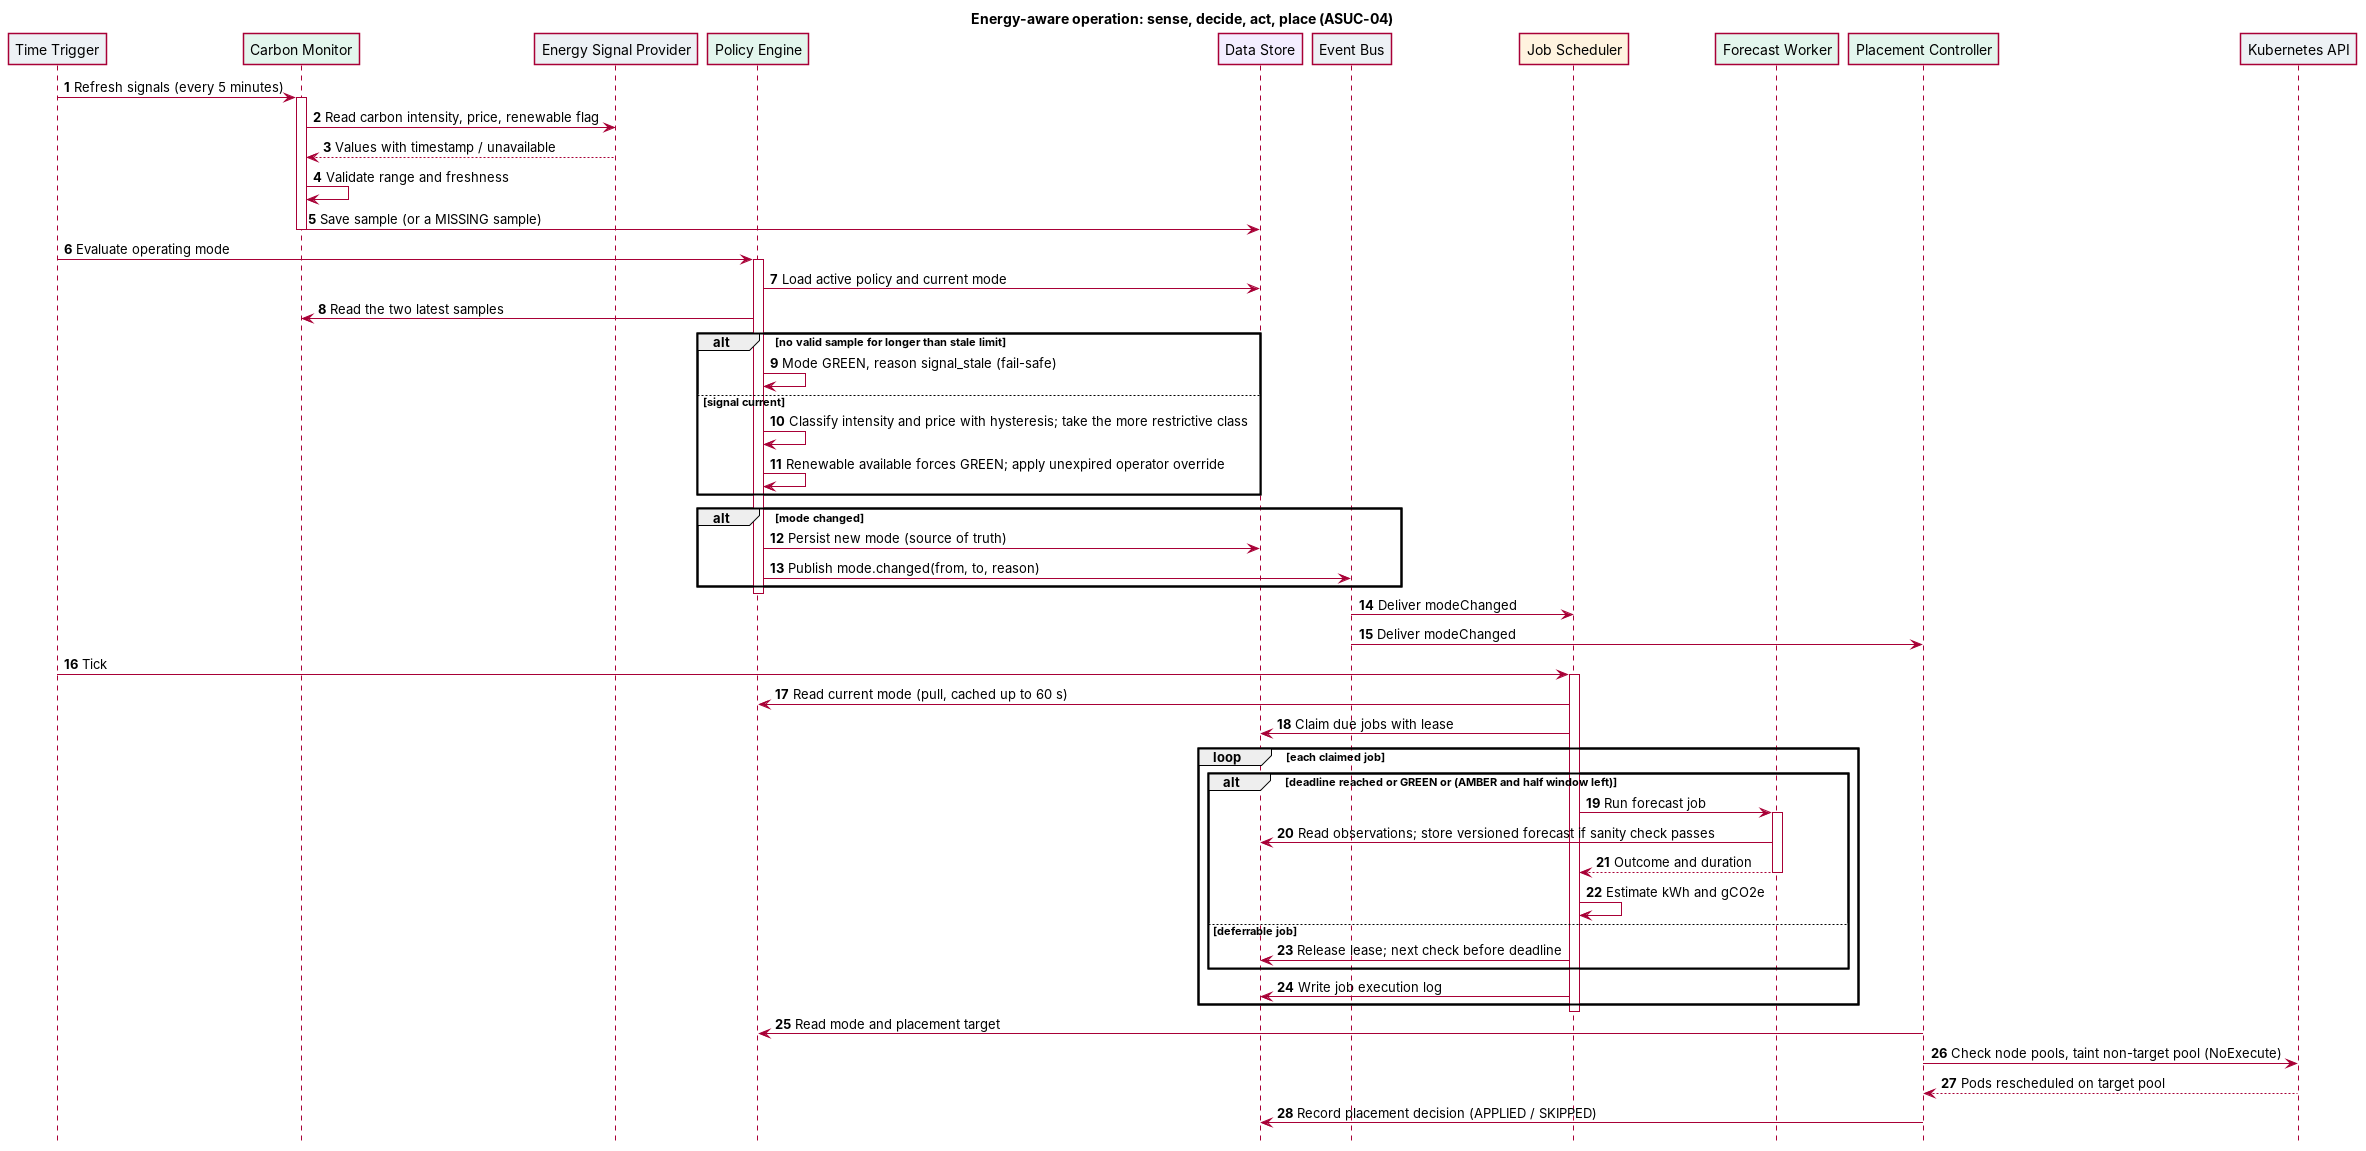 Energy-aware operation: sense, decide, act, place (ASUC-04)
Time Trigger
Carbon Monitor
Energy Signal Provider
Policy Engine
Data Store
Event Bus
Job Scheduler
Forecast Worker
Placement Controller
Kubernetes API
1 Refresh signals (every 5 minutes)
2 Read carbon intensity, price, renewable flag
3 Values with timestamp / unavailable
4 Validate range and freshness
5 Save sample (or a MISSING sample)
6 Evaluate operating mode
7 Load active policy and current mode
8 Read the two latest samples
alt [no valid sample for longer than stale limit]
9 Mode GREEN, reason signal_stale (fail-safe)
[signal current]
10 Classify intensity and price with hysteresis; take the more restrictive class
11 Renewable available forces GREEN; apply unexpired operator override
alt [mode changed]
12 Persist new mode (source of truth)
13 Publish mode.changed(from, to, reason)
14 Deliver modeChanged
15 Deliver modeChanged
16 Tick
17 Read current mode (pull, cached up to 60 s)
18 Claim due jobs with lease
loop [each claimed job]
alt [deadline reached or GREEN or (AMBER and half window left)]
19 Run forecast job
20 Read observations; store versioned forecast if sanity check passes
21 Outcome and duration
22 Estimate kWh and gCO2e
[deferrable job]
23 Release lease; next check before deadline
24 Write job execution log
25 Read mode and placement target
26 Check node pools, taint non-target pool (NoExecute)
27 Pods rescheduled on target pool
28 Record placement decision (APPLIED / SKIPPED)